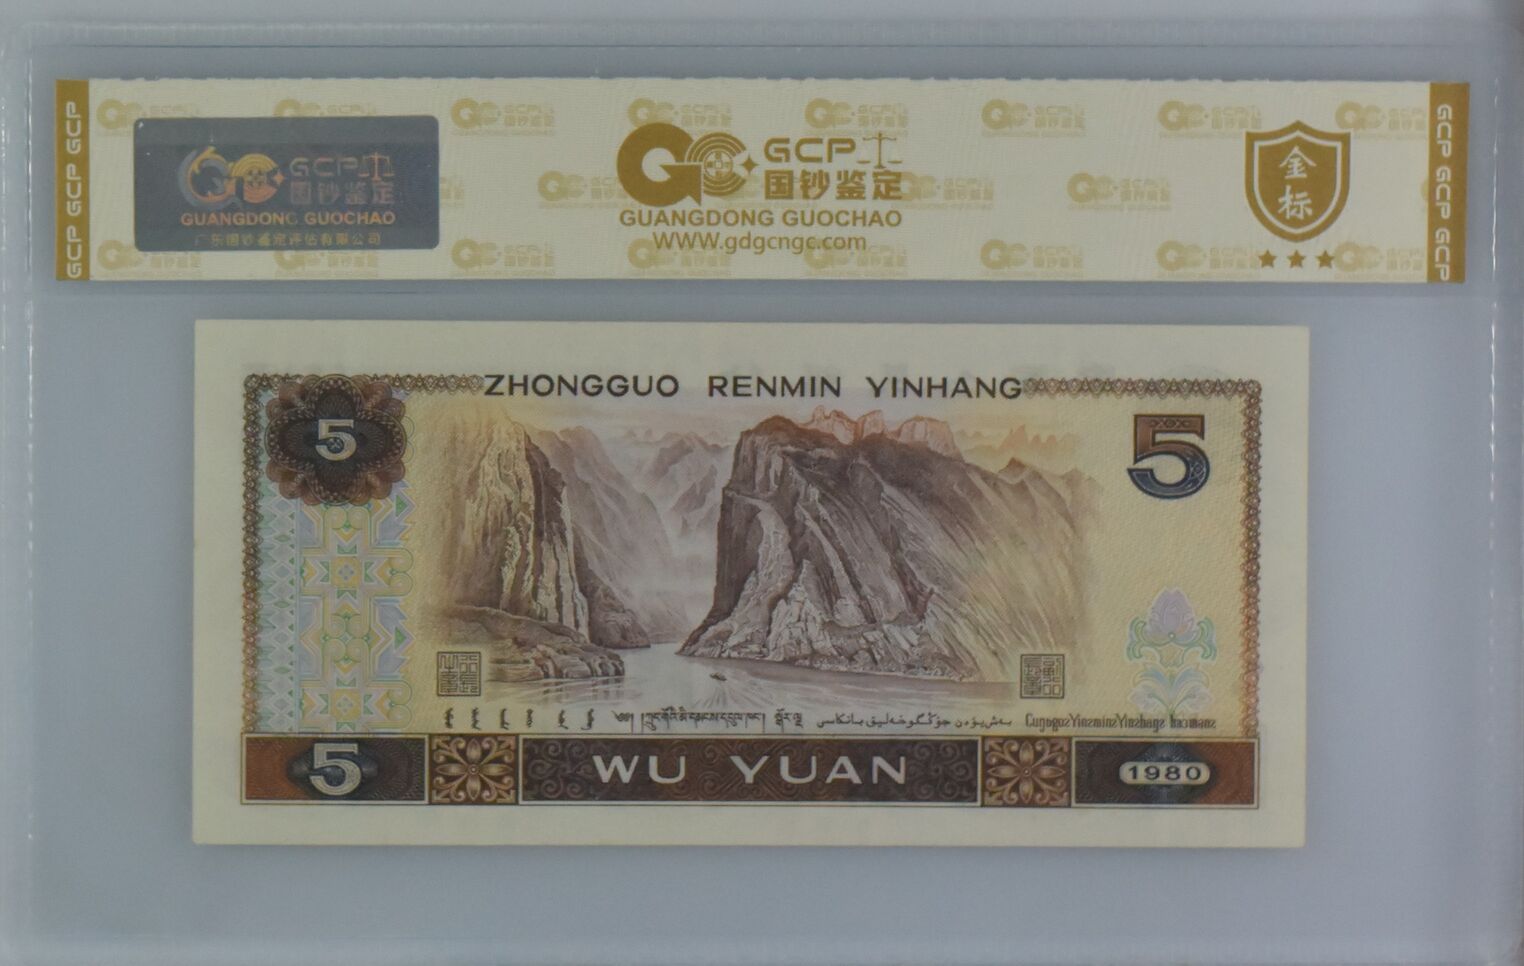 GCP GCP GCP
GCP
国钞鉴定
GUANGDONG GUOCHAO
广东国钞鉴定评估有限公司
GCP
国钞鉴定
GUANGDONG GUOCHAO
WWW.gdgcngc.com
金标
GCP GCP GCP
ZHONGGUO RENMIN YINHANG
5
5
5
WU YUAN
1980